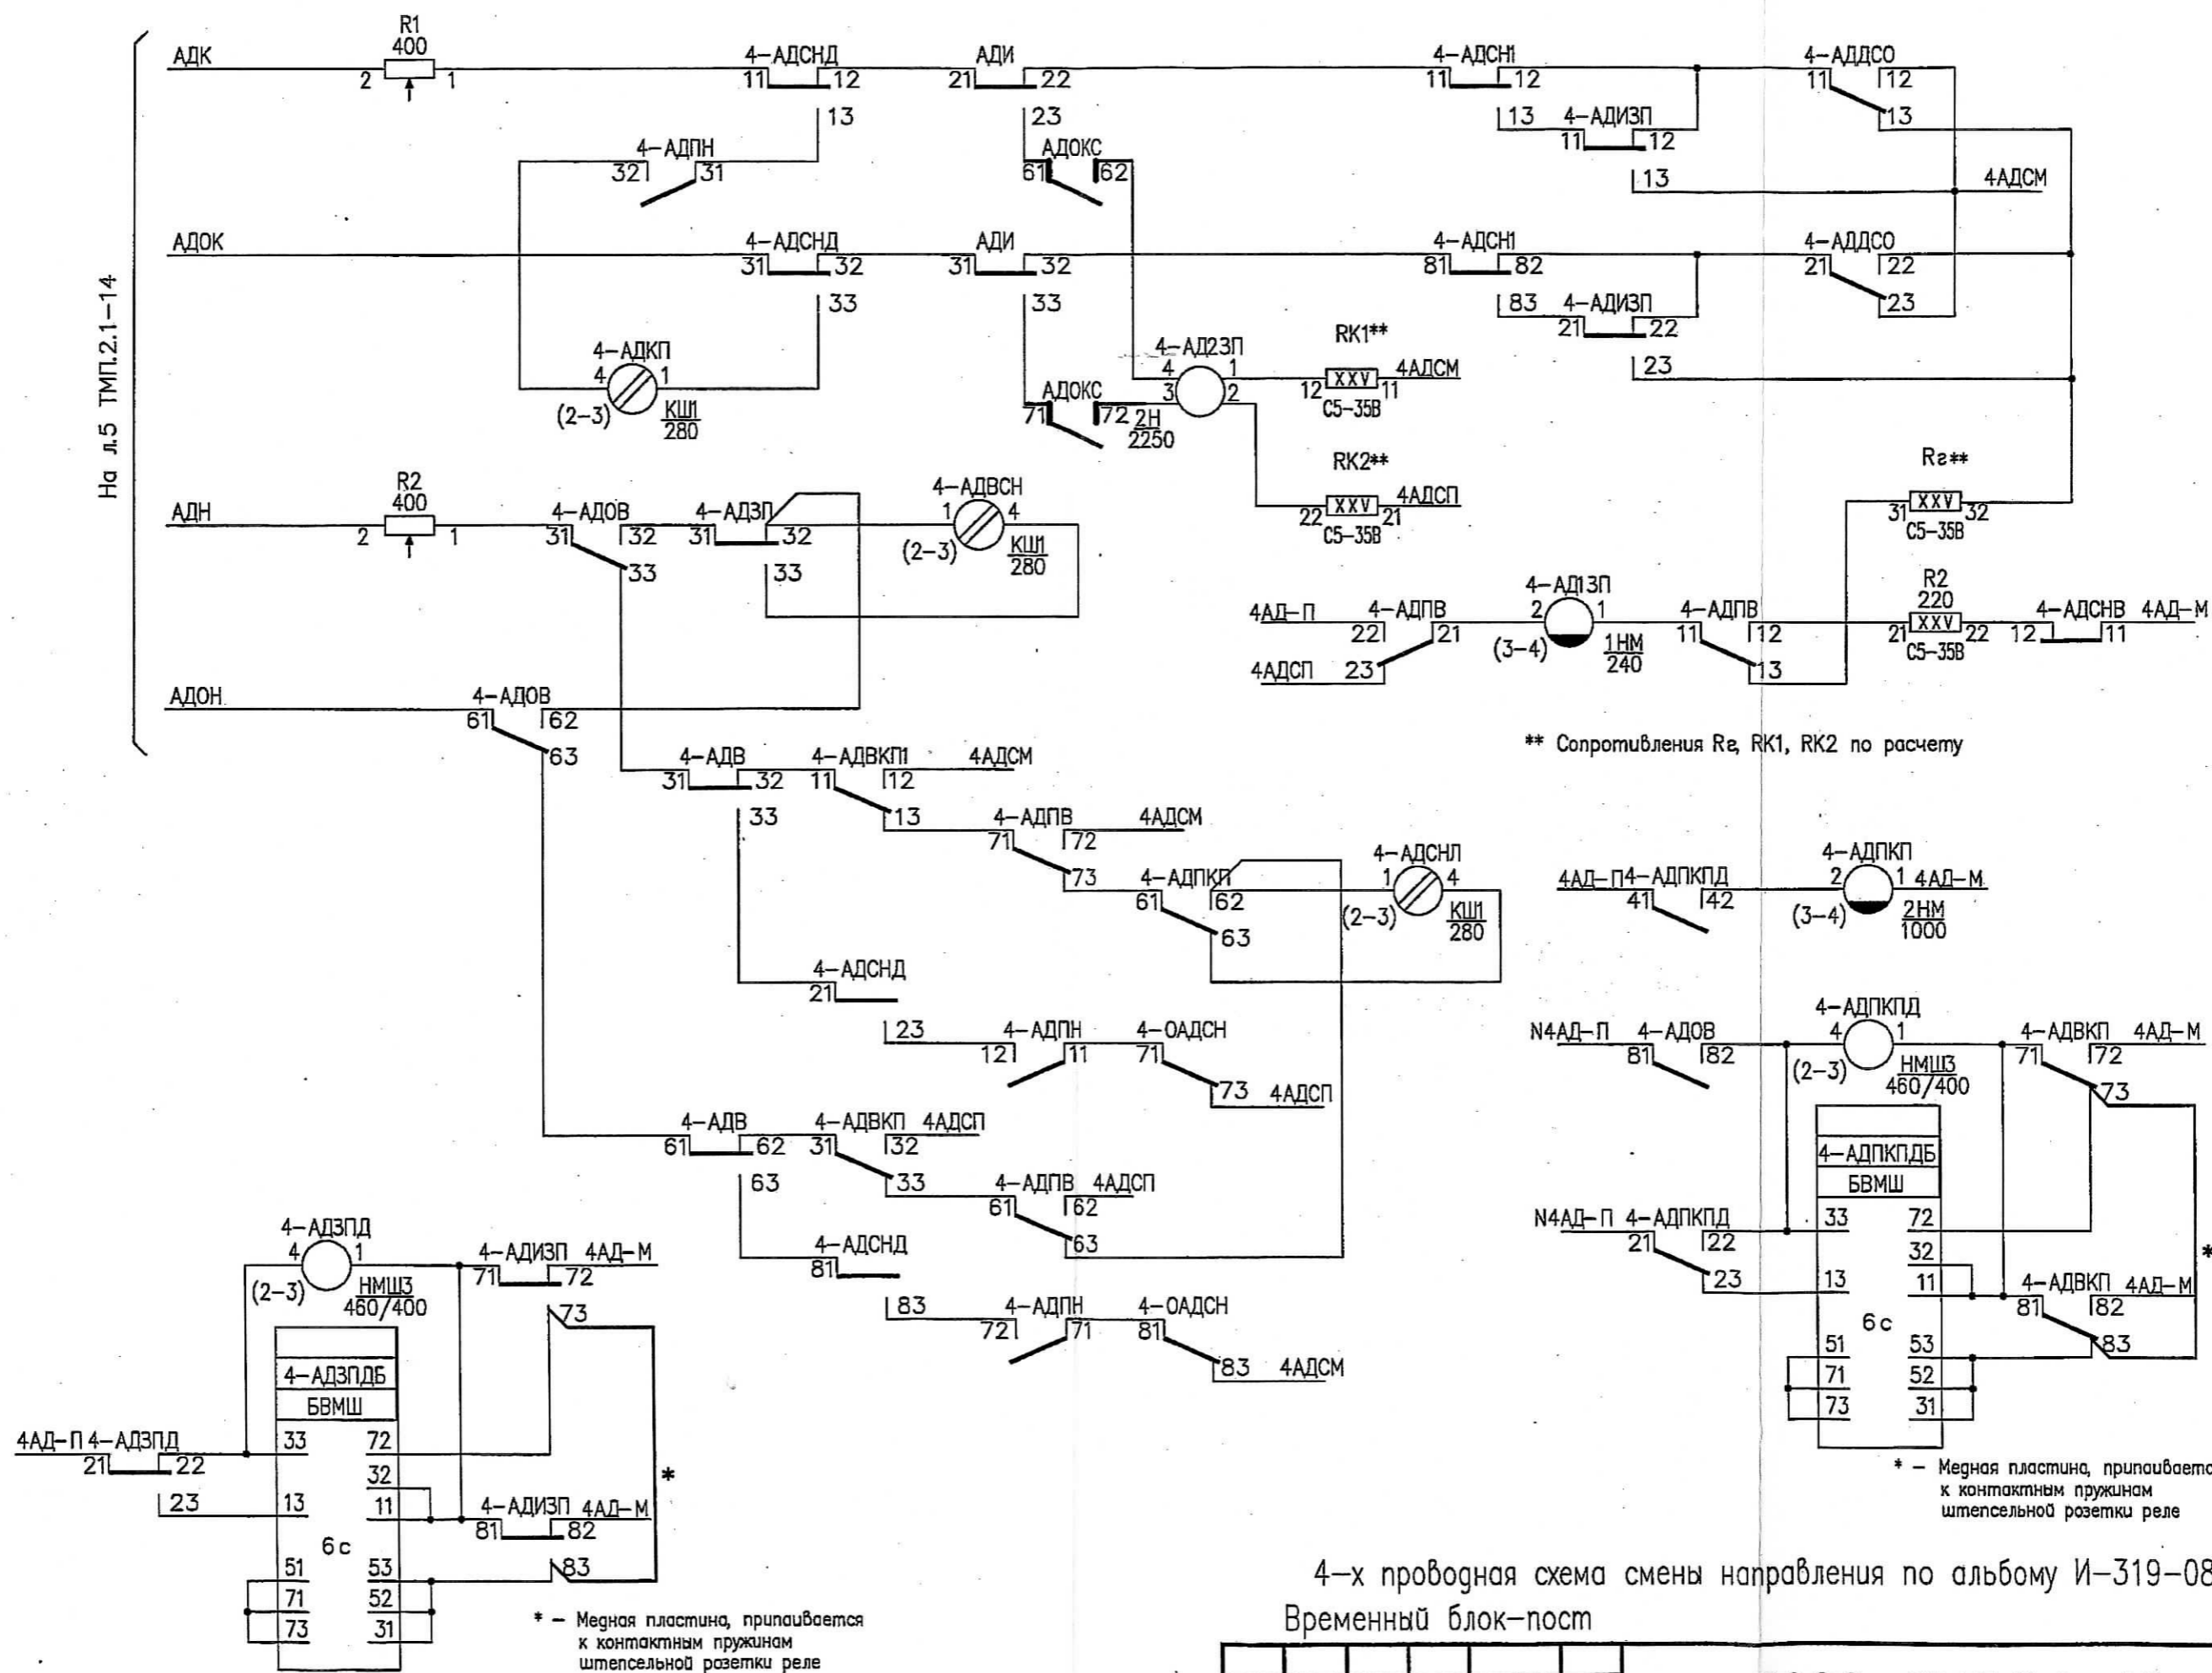 На л.5 ТМП.2.1-14
АДК
R1
400
2 1
4-АДСНД
11 12
13
АДИ
21 22
23
4-АДСН1
11 12
13
4-АДИЗП
11 12
13
4-АДДСО
11 12
13
4АДСМ
4-АДПН
32 31
АДОКС
61 62
АДОК
4-АДСНД
31 32
33
АДИ
31 32
33
4-АДСН1
81 82
83
4-АДИЗП
21 22
23
4-АДДСО
21 22
23
4-АДКП
4 1
(2-3)
КШ1
280
АДОКС
71 72
4-АД2ЗП
4 1
3 2
2Н
2250
RK1**
12 XXV 11
4АДСМ
С5-35В
RK2**
22 XXV 21
4АДСП
С5-35В
Rг**
31 XXV 32
С5-35В
АДН
R2
400
2 1
4-АДОВ
31 32
33
4-АДЗП
31 32
33
4-АДВСН
1 4
(2-3)
КШ1
280
4АД-П
4-АДПВ
22 21
4АДСП 23
4-АД1ЗП
2 1
(3-4)
1НМ
240
4-АДПВ
11 12
13
R2
220
21 XXV 22
С5-35В
4-АДСНВ
12 11
4АД-М
АДОН
4-АДОВ
61 62
63
** Сопротивления Rг, RK1, RK2 по расчету
4-АДВ
31 32
33
4-АДВКП1
11 12
13
4АДСМ
4-АДПВ
71 72
73
4АДСМ
4-АДПКП
61 62
63
4-АДСНЛ
1 4
(2-3)
КШ1
280
4АД-П 4-АДПКПД
41 42
4-АДПКП
2 1
4АД-М
(3-4)
2НМ
1000
4-АДСНД
21
23
4-АДПН
12 11
4-ОАДСН
71
73 4АДСП
N4АД-П 4-АДОВ
81 82
4-АДПКПД
4 1
(2-3)
НМШ3
460/400
4-АДВКП 4АД-М
71 72
73
4-АДПКПДБ
БВМШ
33 72
32
13 11
6с
51 53
71 52
73 31
N4АД-П 4-АДПКПД
21 22
23
4-АДВКП 4АД-М
81 82
83
*
4-АДВ
61 62
63
4-АДВКП 4АДСП
31 32
33
4-АДПВ 4АДСП
61 62
63
4-АДСНД
81
83
4-АДПН
72 71
4-ОАДСН
81
83 4АДСМ
4-АДЗПД
4 1
(2-3)
НМШ3
460/400
4-АДИЗП 4АД-М
71 72
73
4-АДЗПДБ
БВМШ
33 72
32
13 11
6с
51 53
71 52
73 31
4АД-П 4-АДЗПД
21 22
23
4-АДИЗП 4АД-М
81 82
83
*
* - Медная пластина, припаивается
к контактным пружинам
штепсельной розетки реле
* - Медная пластина, припаивает
к контактным пружинам
штепсельной розетки реле
4-х проводная схема смены направления по альбому И-319-08
Временный блок-пост